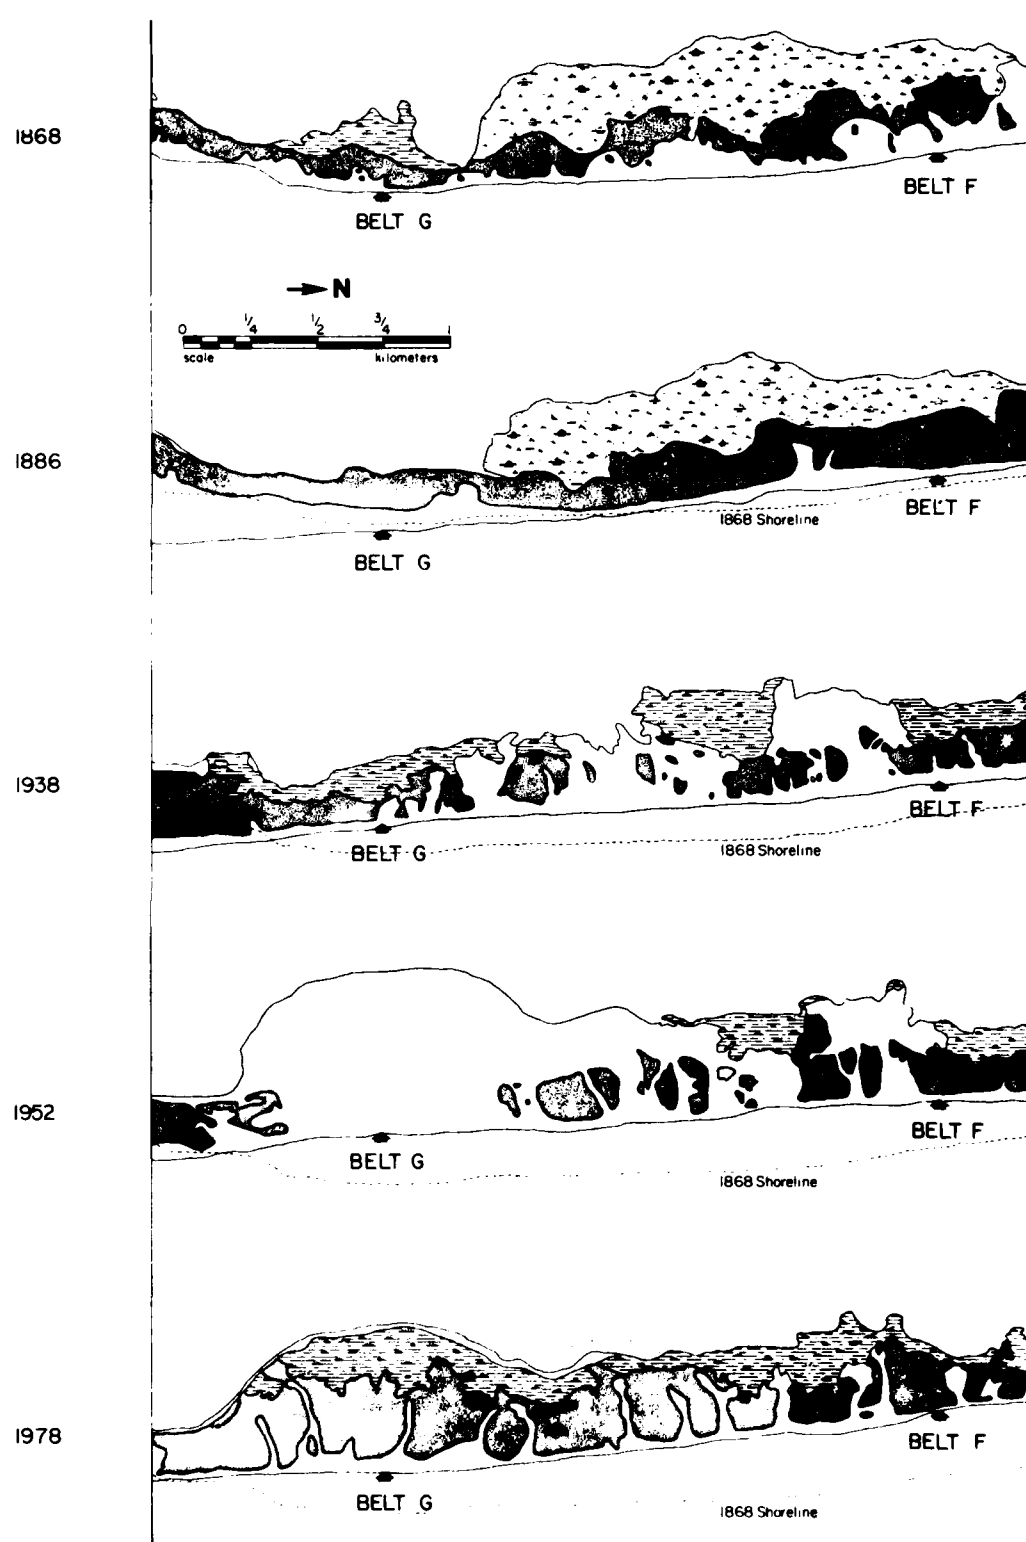 1868
BELT G
BELT F
N
0 1/4 1/2 3/4 1
scale kilometers
1886
1868 Shoreline
BELT F
BELT G
1938
BELT G
1868 Shoreline
BELT F
1952
BELT G
BELT F
1868 Shoreline
1978
BELT G
BELT F
1868 Shoreline